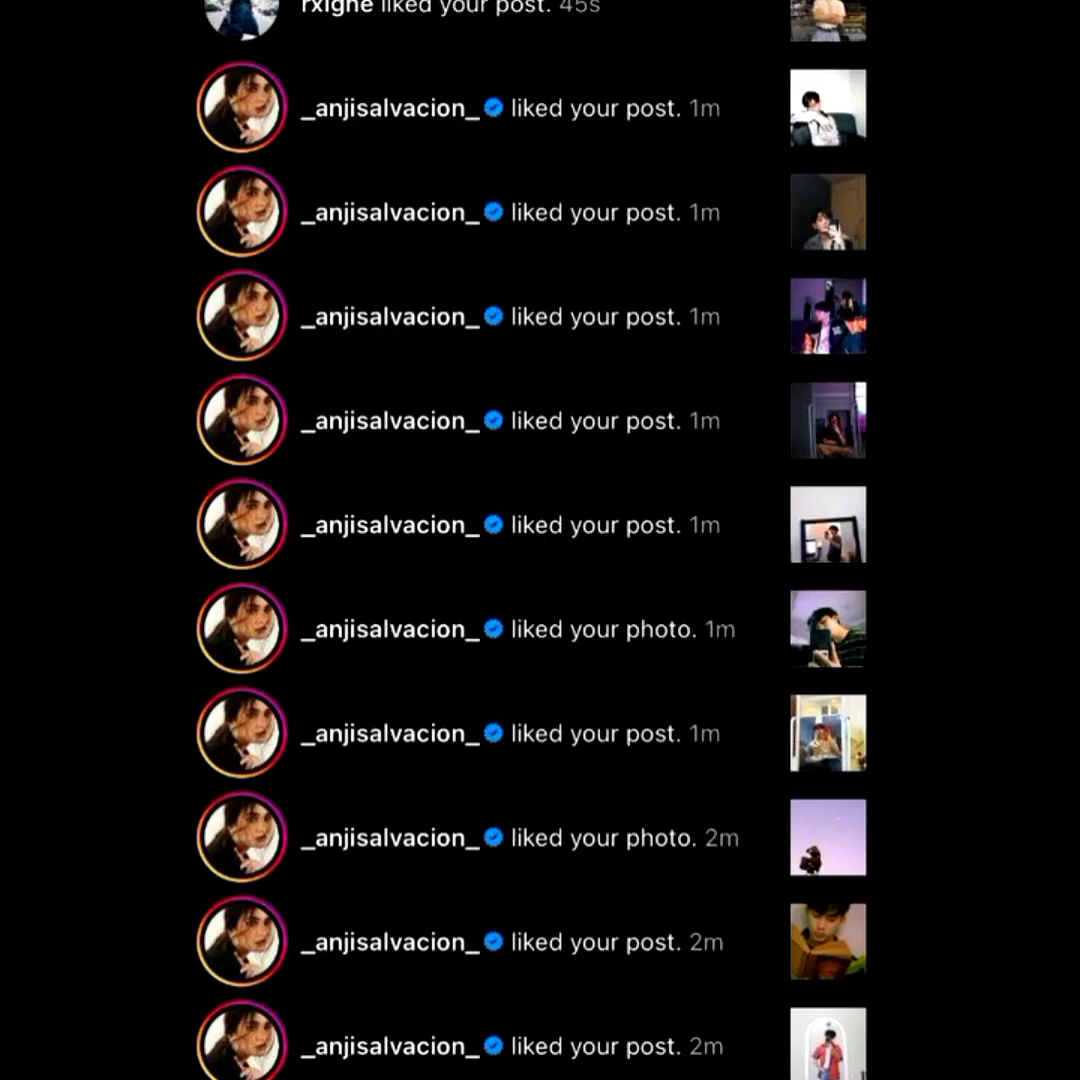 rxighe liked your post. 45s
_anjisalvacion_ liked your post. 1m
_anjisalvacion_ liked your post. 1m
_anjisalvacion_ liked your post. 1m
_anjisalvacion_ liked your post. 1m
_anjisalvacion_ liked your post. 1m
_anjisalvacion_ liked your photo. 1m
_anjisalvacion_ liked your post. 1m
_anjisalvacion_ liked your photo. 2m
_anjisalvacion_ liked your post. 2m
_anjisalvacion_ liked your post. 2m